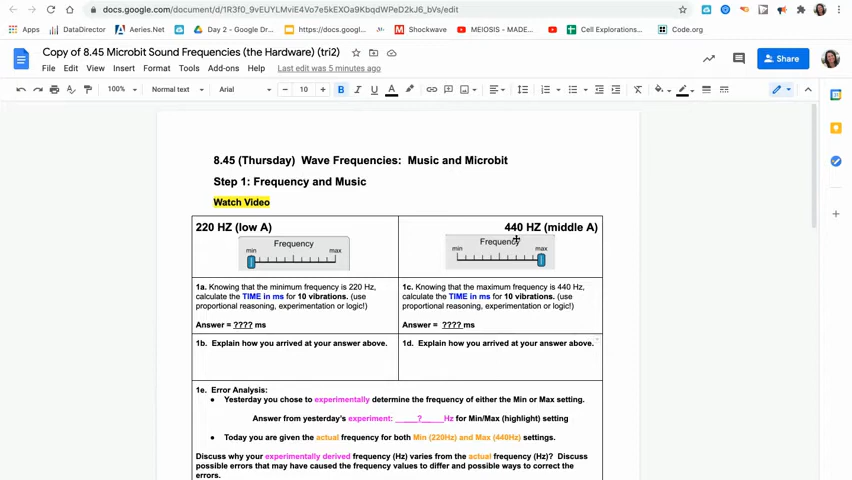 docs.google.com/document/d/1R3f0_9vEUYLMviE4Vo7e5kEXOa9KbqdWPeD2kJ6_bVs/edit
Apps
DataDirector
Aeries.Net
Day 2 - Google D...
https://docs.googl...
Shockwave
MEIOSIS - MADE...
Cell Explorations...
Code.org
Copy of 8.45 Microbit Sound Frequencies (the Hardware) (tri2)
File Edit View Insert Format Tools Add-ons Help Last edit was 5 minutes ago
Share
100% Normal text Arial 10 B I U A
8.45 (Thursday) Wave Frequencies: Music and Microbit
Step 1: Frequency and Music
Watch Video
220 HZ (low A)
Frequency
min max
440 HZ (middle A)
Frequency
min max
1a. Knowing that the minimum frequency is 220 Hz,
calculate the TIME in ms for 10 vibrations. (use
proportional reasoning, experimentation or logic!)
Answer = ???? ms
1c. Knowing that the maximum frequency is 440 Hz,
calculate the TIME in ms for 10 vibrations. (use
proportional reasoning, experimentation or logic!)
Answer = ???? ms
1b. Explain how you arrived at your answer above.
1d. Explain how you arrived at your answer above.
1e. Error Analysis:
● Yesterday you chose to experimentally determine the frequency of either the Min or Max setting.
Answer from yesterday's experiment: _____?_____Hz for Min/Max (highlight) setting
● Today you are given the actual frequency for both Min (220Hz) and Max (440Hz) settings.
Discuss why your experimentally derived frequency (Hz) varies from the actual frequency (Hz)? Discuss
possible errors that may have caused the frequency values to differ and possible ways to correct the
errors.